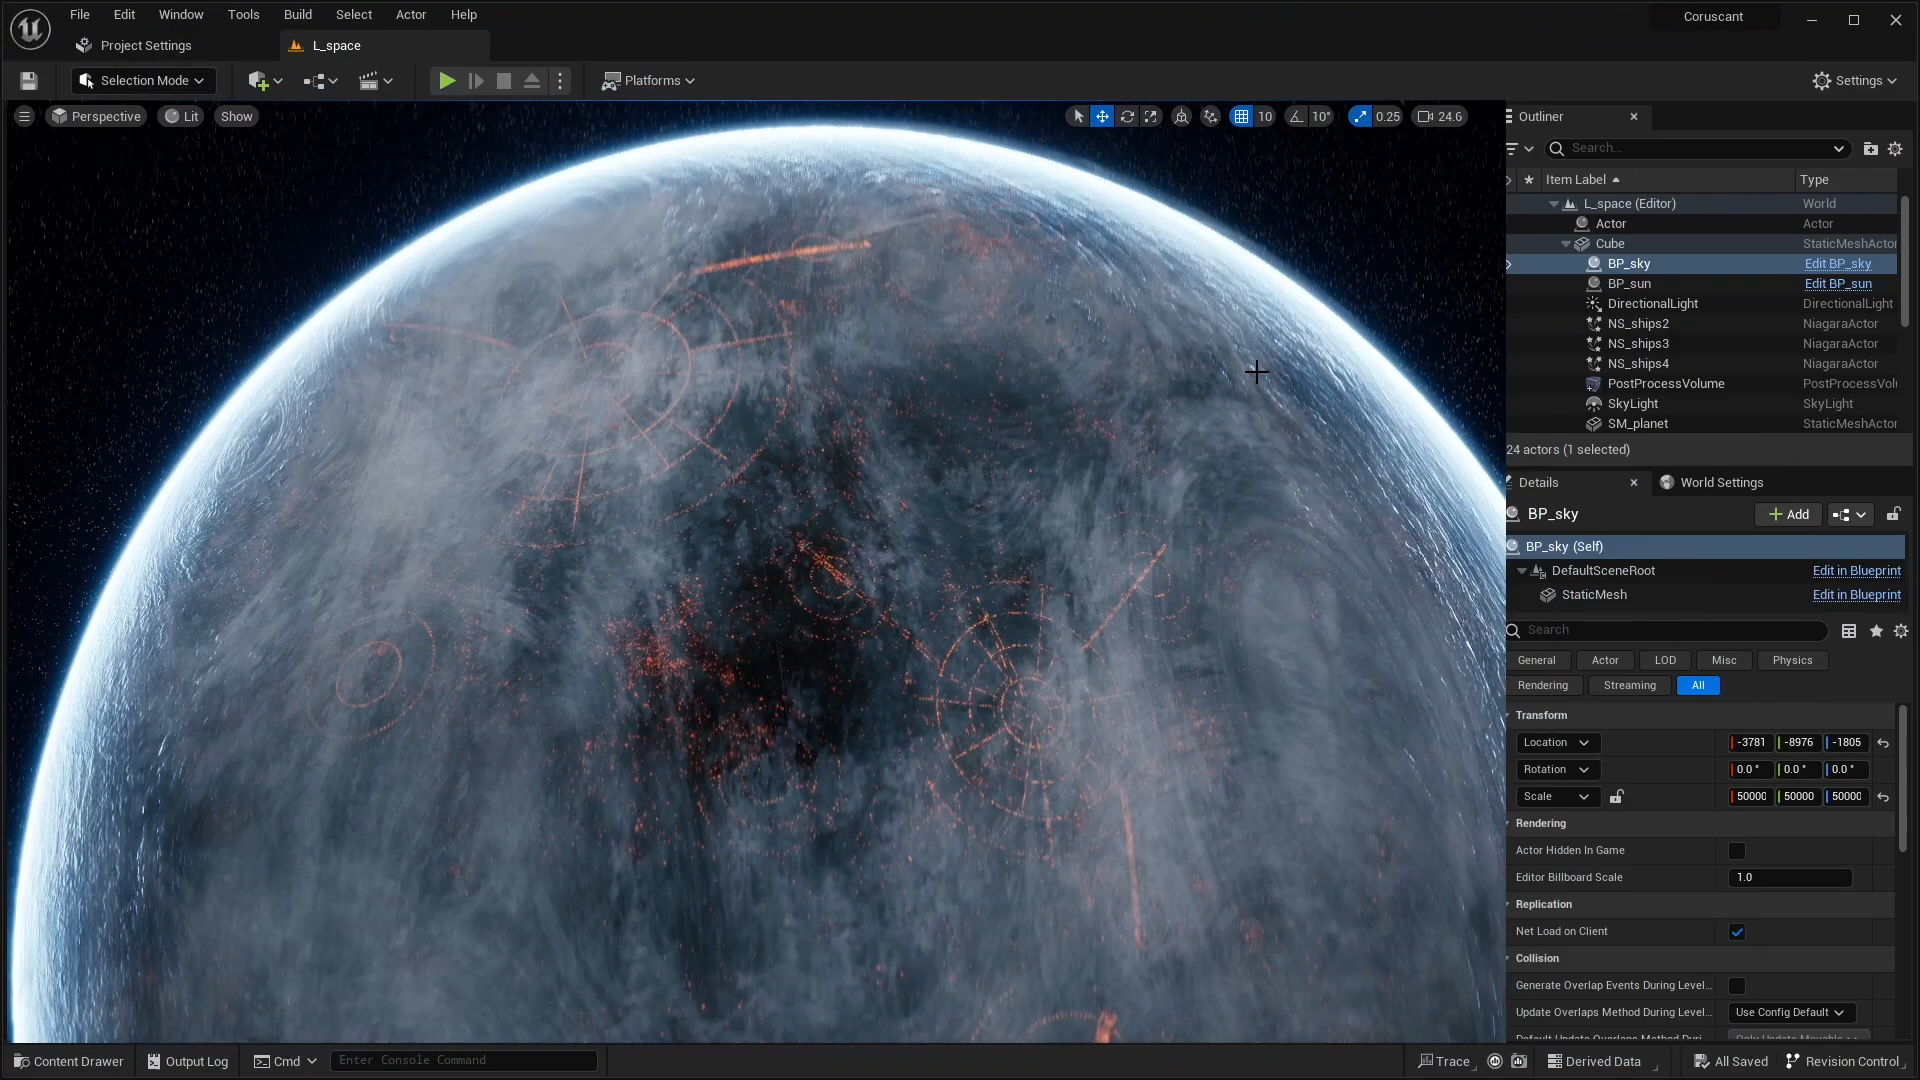 File Edit Window Tools Build Select Actor Help
Coruscant
Project Settings
L_space
Selection Mode
Platforms
Settings
Perspective Lit Show
10 10° 0.25 24.6
Outliner
Search...
Item Label Type
L_space (Editor) World
Actor Actor
Cube StaticMeshActor
BP_sky Edit BP_sky
BP_sun Edit BP_sun
DirectionalLight DirectionalLight
NS_ships2 NiagaraActor
NS_ships3 NiagaraActor
NS_ships4 NiagaraActor
PostProcessVolume PostProcessVolu
SkyLight SkyLight
SM_planet StaticMeshActor
24 actors (1 selected)
Details World Settings
BP_sky Add
BP_sky (Self)
DefaultSceneRoot Edit in Blueprint
StaticMesh Edit in Blueprint
Search
General Actor LOD Misc Physics
Rendering Streaming All
Transform
Location -3781 -8976 -1805
Rotation 0.0 ° 0.0 ° 0.0 °
Scale 50000 50000 50000
Rendering
Actor Hidden In Game
Editor Billboard Scale 1.0
Replication
Net Load on Client
Collision
Generate Overlap Events During Level...
Update Overlaps Method During Level... Use Config Default
Content Drawer Output Log Cmd Enter Console Command
Trace Derived Data All Saved Revision Control